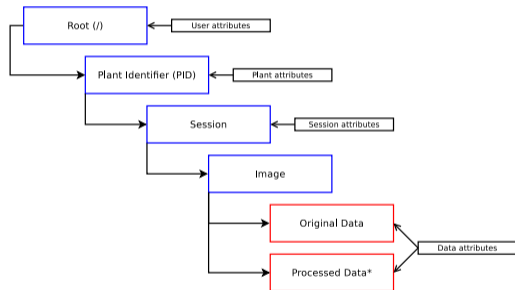 Root (/)
User attributes
Plant Identifier (PID)
Plant attributes
Session
Session attributes
Image
Original Data
Data attributes
Processed Data*